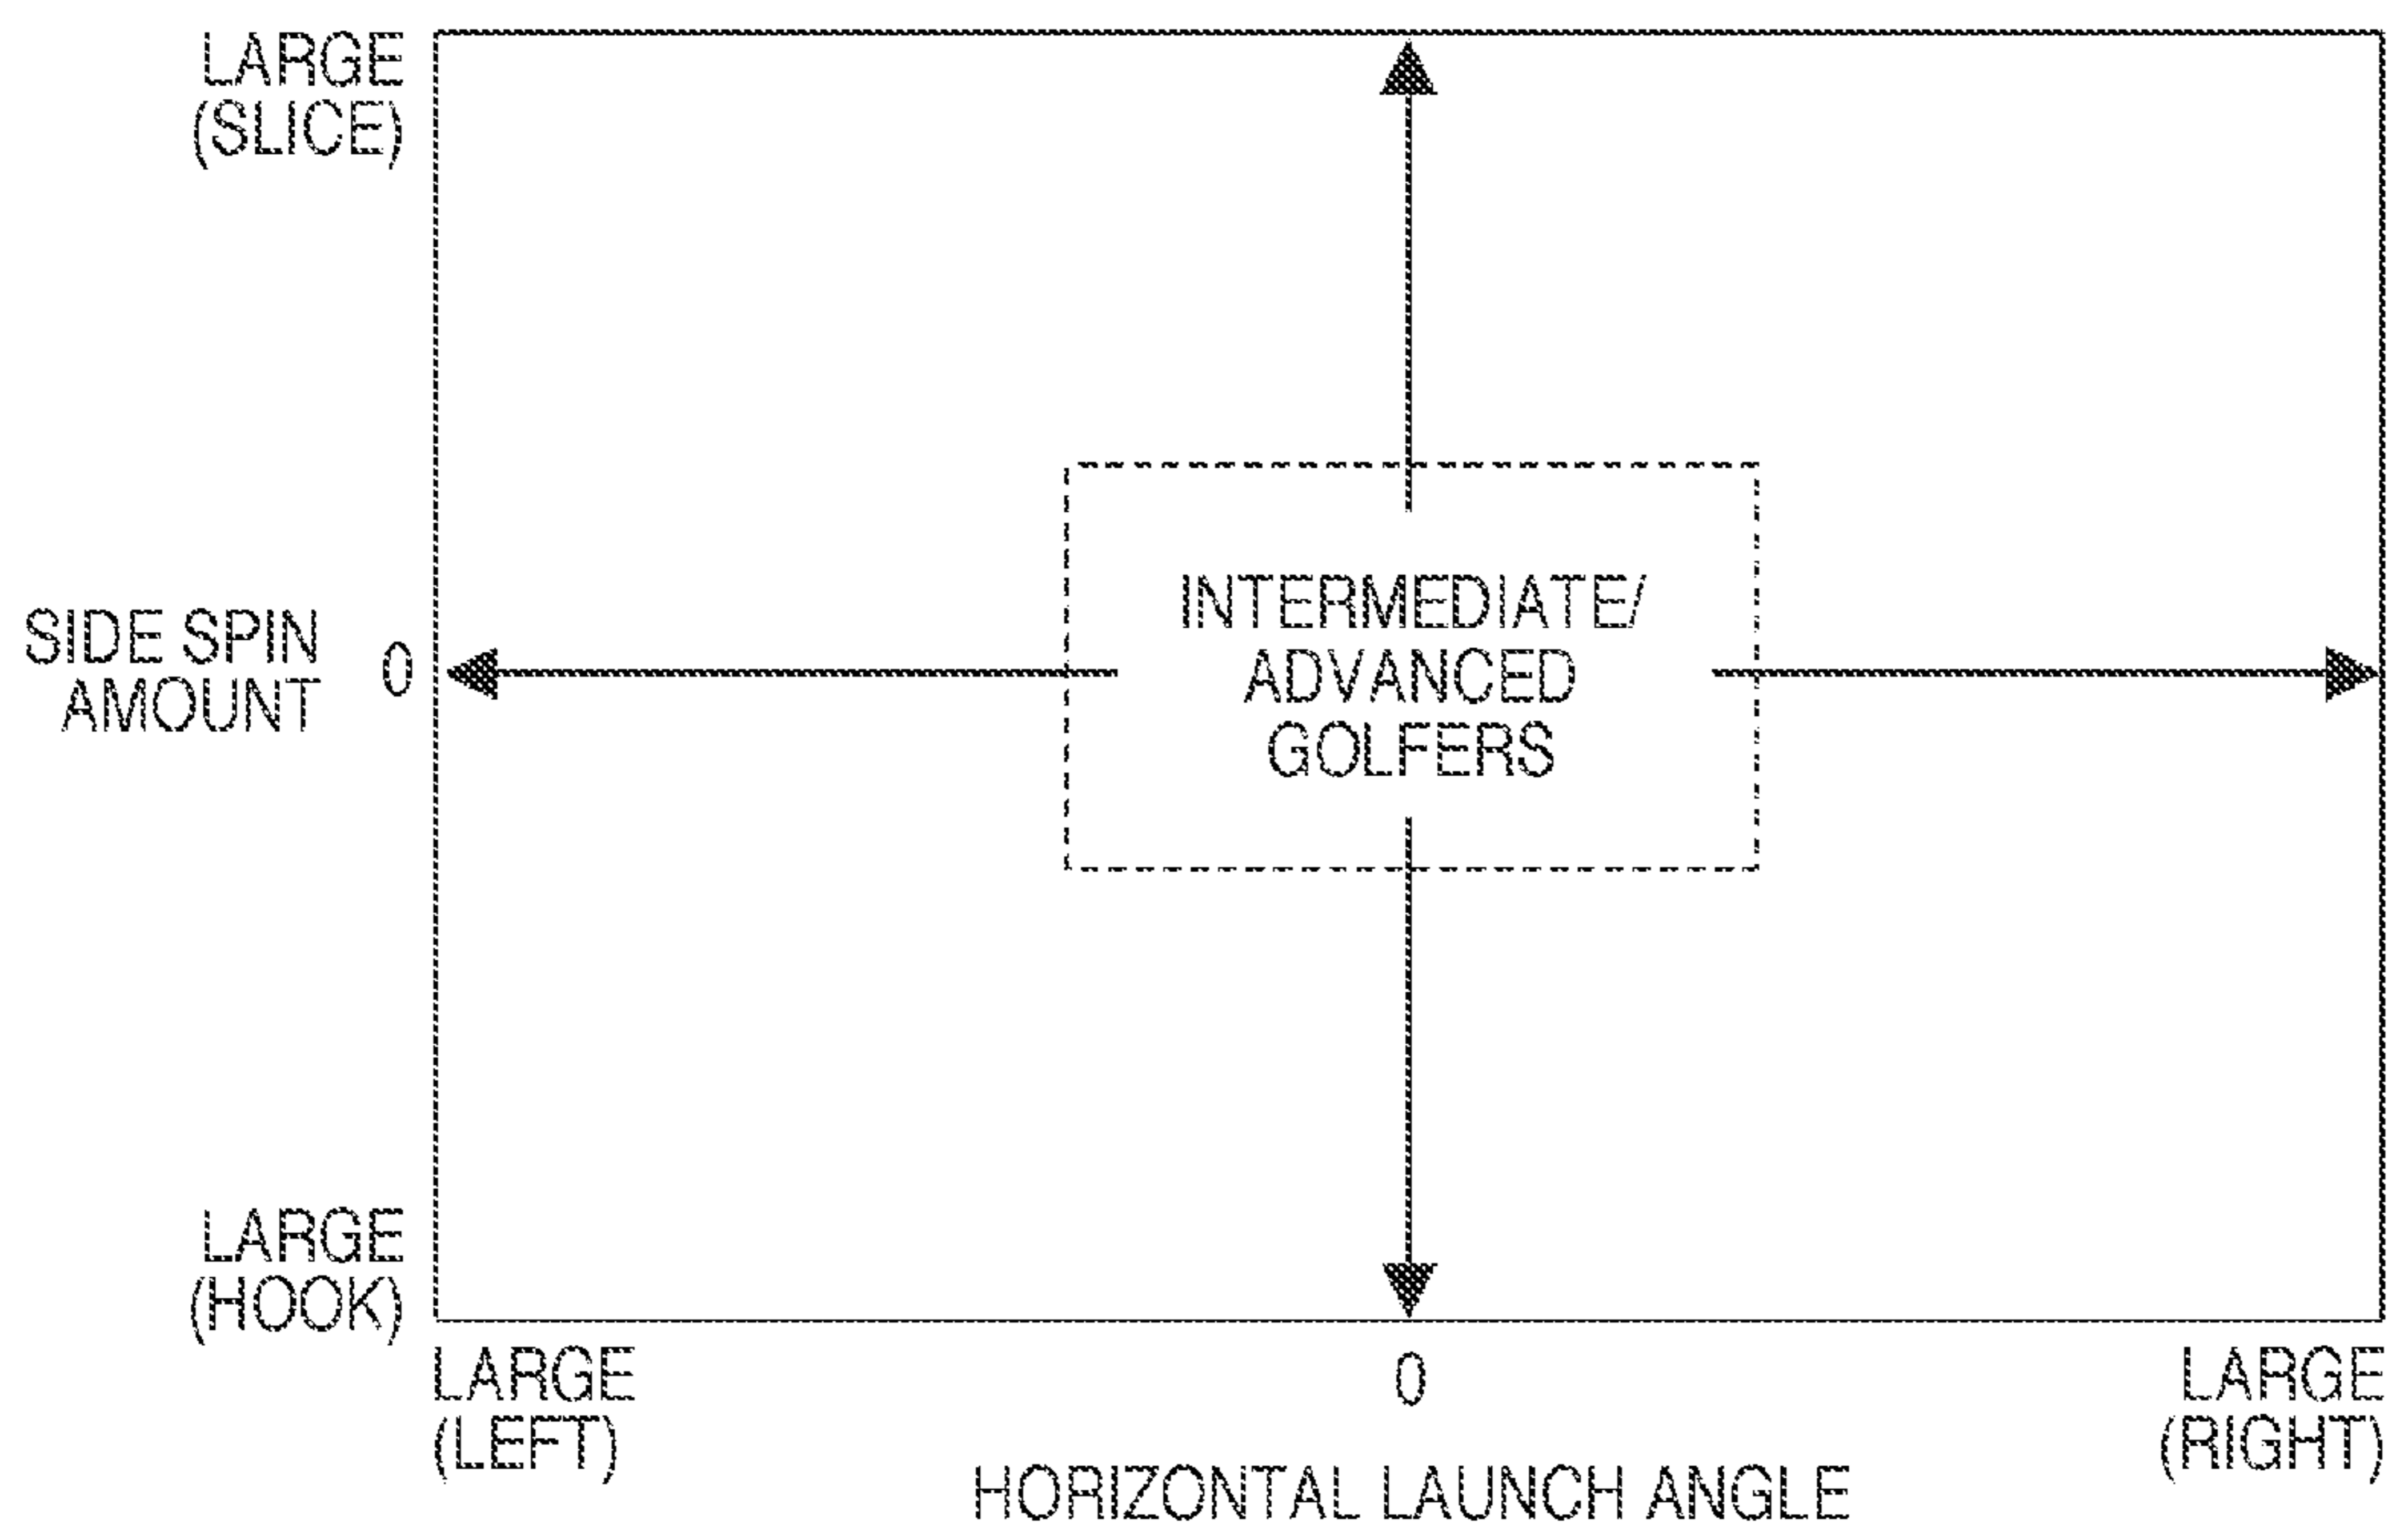 LARGE
(SLICE)
INTERMEDIATE/
ADVANCED
GOLFERS
SIDE SPIN
AMOUNT
0
LARGE
(HOOK)
LARGE
(LEFT)
0
LARGE
(RIGHT)
HORIZONTAL LAUNCH ANGLE